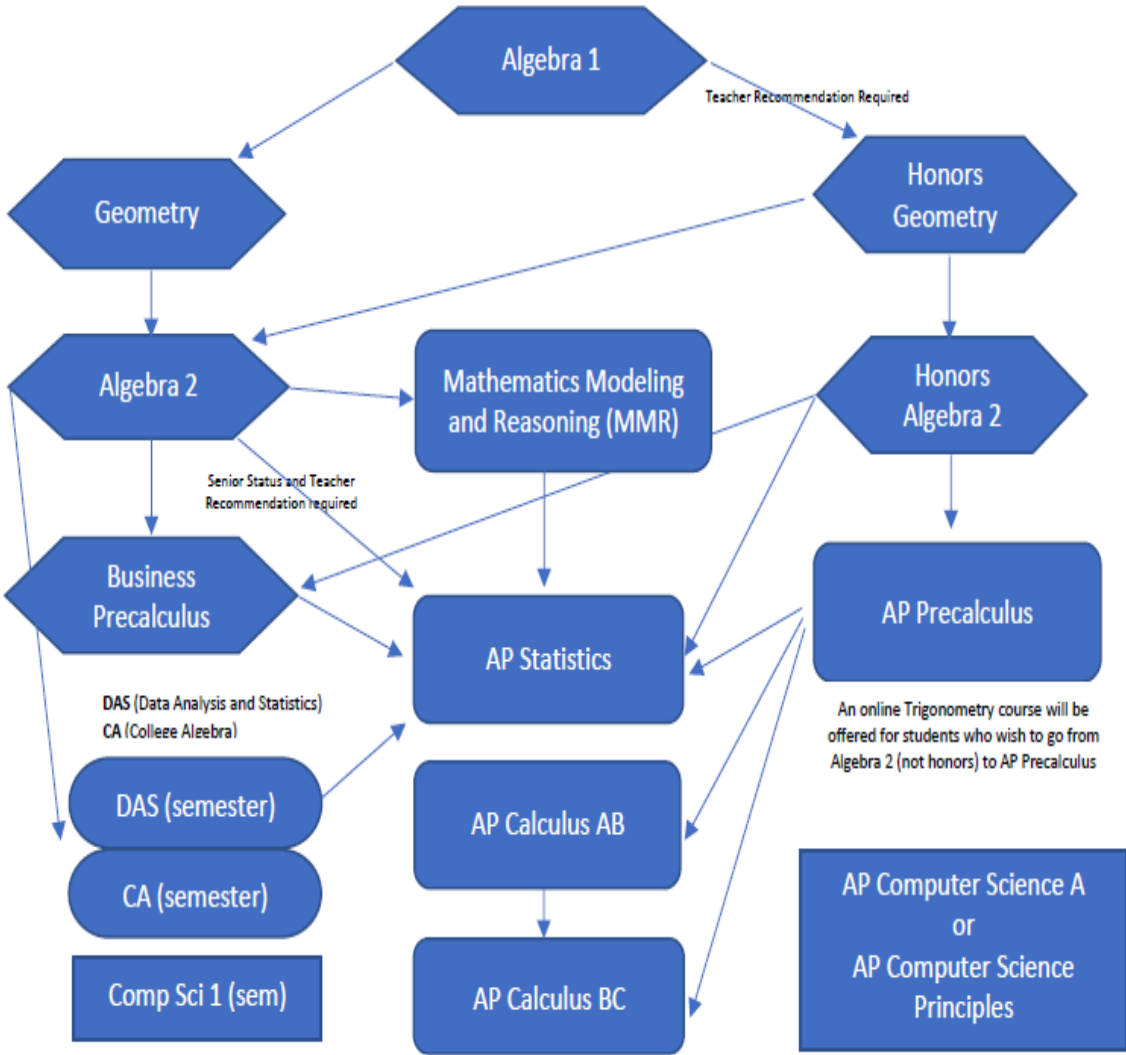 Algebra 1
Teacher Recommendation Required
Geometry
Honors
Geometry
Algebra 2
Mathematics Modeling
and Reasoning (MMR)
Honors
Algebra 2
Senior Status and Teacher
Recommendation required
Business
Precalculus
AP Statistics
AP Precalculus
DAS (Data Analysis and Statistics)
CA (College Algebra)
An online Trigonometry course will be
offered for students who wish to go from
Algebra 2 (not honors) to AP Precalculus
DAS (semester)
AP Calculus AB
CA (semester)
AP Computer Science A
or
AP Computer Science
Principles
Comp Sci 1 (sem)
AP Calculus BC